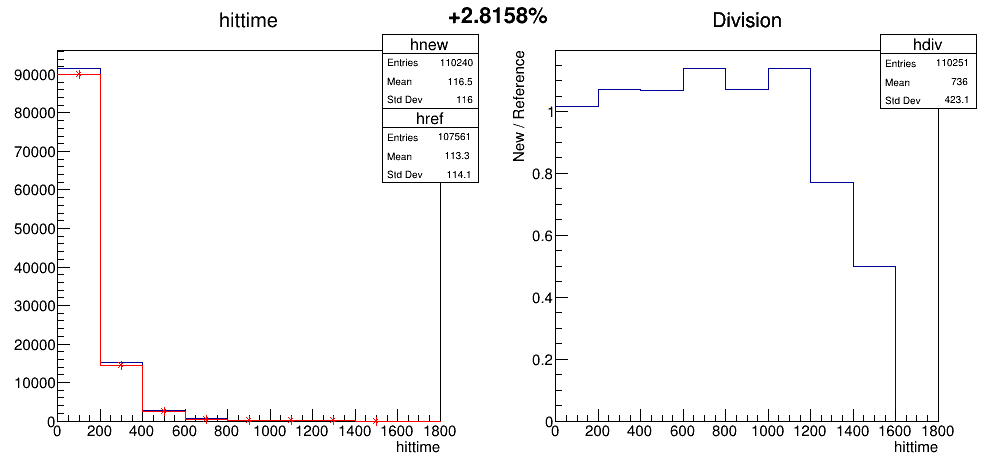 +2.8158%
hittime
hnew
Entries 110240
Mean 116.5
Std Dev 116
href
Entries 107561
Mean 113.3
Std Dev 114.1
90000
80000
70000
60000
50000
40000
30000
20000
10000
0
0 200 400 600 800 1000 1200 1400 1600 1800
hittime
Division
hdiv
Entries 110251
Mean 736
Std Dev 423.1
New / Reference
1
0.8
0.6
0.4
0.2
0
0 200 400 600 800 1000 1200 1400 1600 1800
hittime